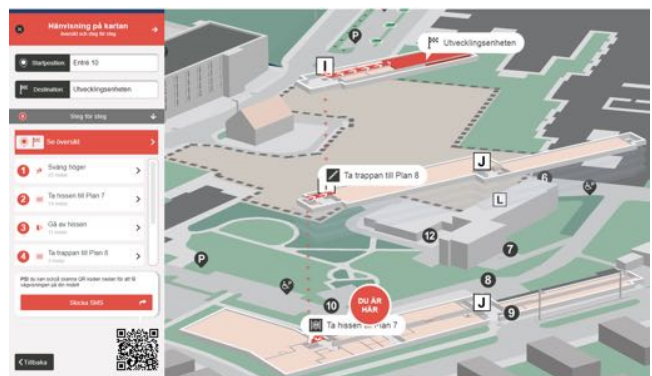 Hänvisning på kartan
Översikt och steg för steg
Startposition
Entré 10
Destination
Utvecklingsenheten
Steg för steg
Se översikt
1
Sväng höger
2
Ta hissen till Plan 7
3
Gå av hissen
4
Ta trappan till Plan 8
Skicka SMS
Tillbaka
P
I
Utvecklingsenheten
Ta trappan till Plan 8
J
6
L
12
7
P
8
10
DU ÄR
HÄR
J
9
Ta hissen till Plan 7